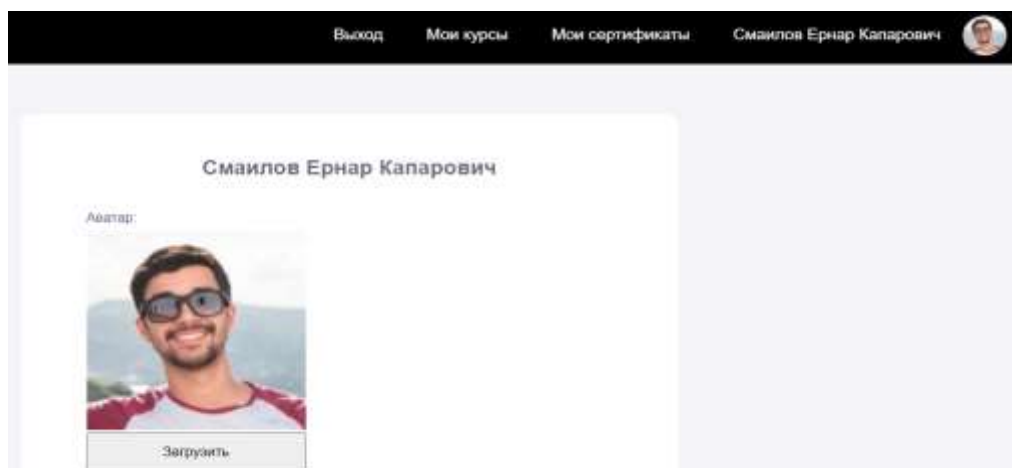 Выход Мои курсы Мои сертификаты Смаилов Ернар Капарович
Смаилов Ернар Капарович
Аватар:
Загрузить